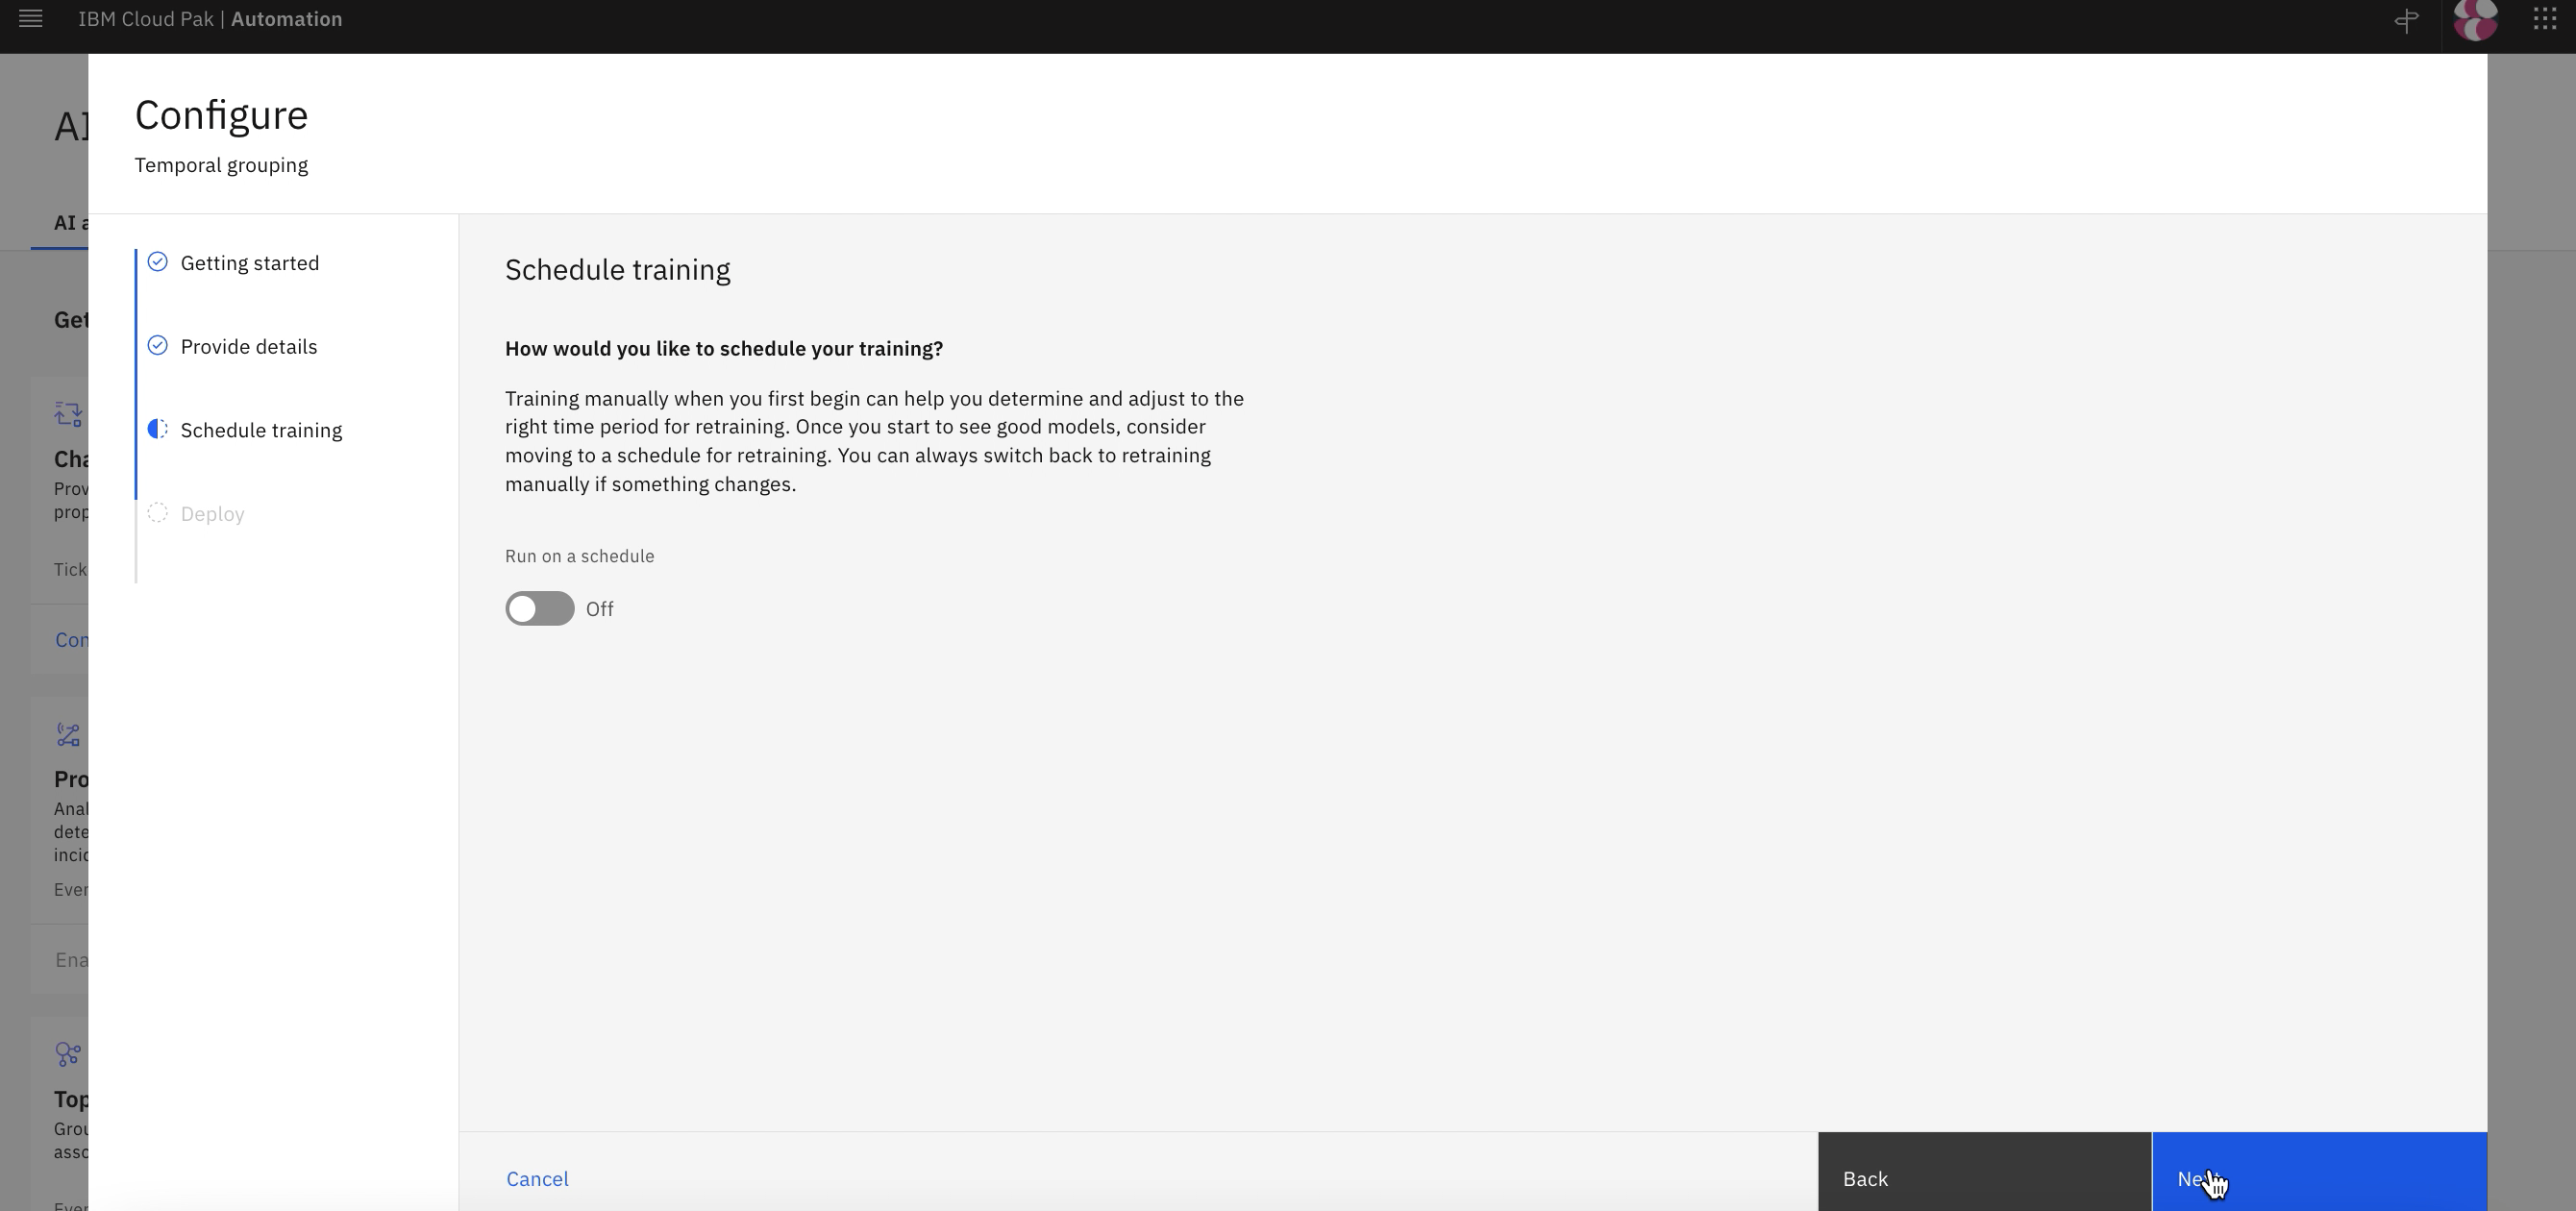 IBM Cloud Pak | Automation
AI
AI a
Get
Cha
Prov
prop
Tick
Con
Pro
Anal
dete
incid
Ever
Ena
Top
Grou
asso
Even
Configure
Temporal grouping
Getting started
Provide details
Schedule training
Deploy
Schedule training
How would you like to schedule your training?
Training manually when you first begin can help you determine and adjust to the
right time period for retraining. Once you start to see good models, consider
moving to a schedule for retraining. You can always switch back to retraining
manually if something changes.
Run on a schedule
Off
Cancel
Back
Next